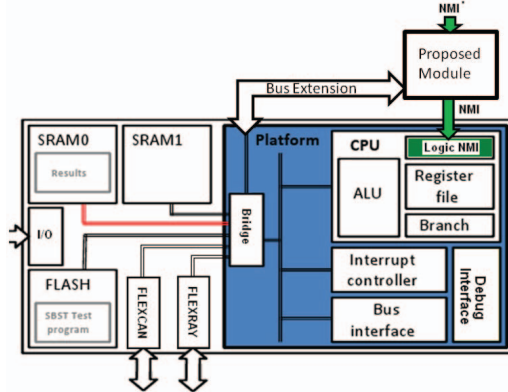 NMI*
Proposed
Module
Bus Extension
NMI
SRAM0
Results
SRAM1
Platform
CPU
Logic NMI
ALU
Register
file
Branch
I/O
Bridge
FLASH
SBST Test
program
FLEXCAN
FLEXRAY
Interrupt
controller
Bus
interface
Debug
Interface